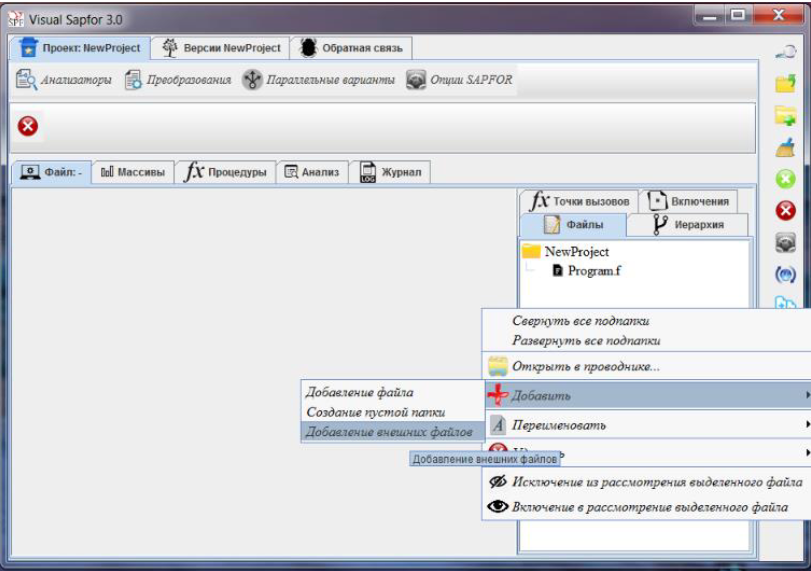 Visual Sapfor 3.0
Проект: NewProject Версии NewProject Обратная связь
Анализаторы Преобразования Параллельные варианты Опции SAPFOR
Файл: - Массивы Процедуры Анализ Журнал
Точки вызовов Включения
Файлы Иерархия
NewProject
Program.f
Свернуть все подпапки
Развернуть все подпапки
Открыть в проводнике...
Добавить
Добавление файла
Создание пустой папки
Добавление внешних файлов
Переименовать
Добавление внешних файлов
Исключение из рассмотрения выделенного файла
Включение в рассмотрение выделенного файла